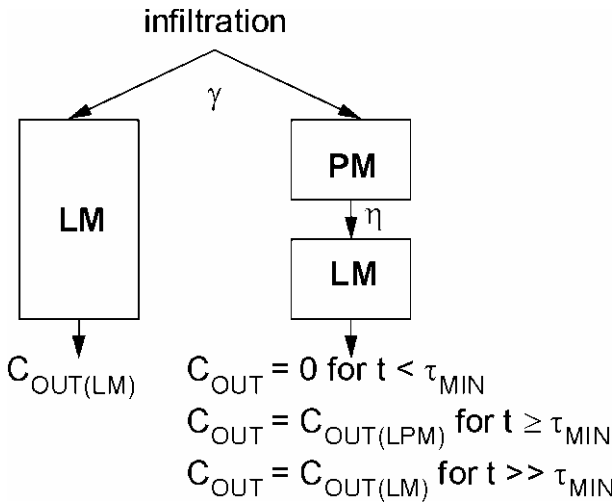 infiltration
γ
PM
LM
η
LM
C_OUT(LM)
C_OUT = 0 for t < τ_MIN
C_OUT = C_OUT(LPM) for t ≥ τ_MIN
C_OUT = C_OUT(LM) for t >> τ_MIN